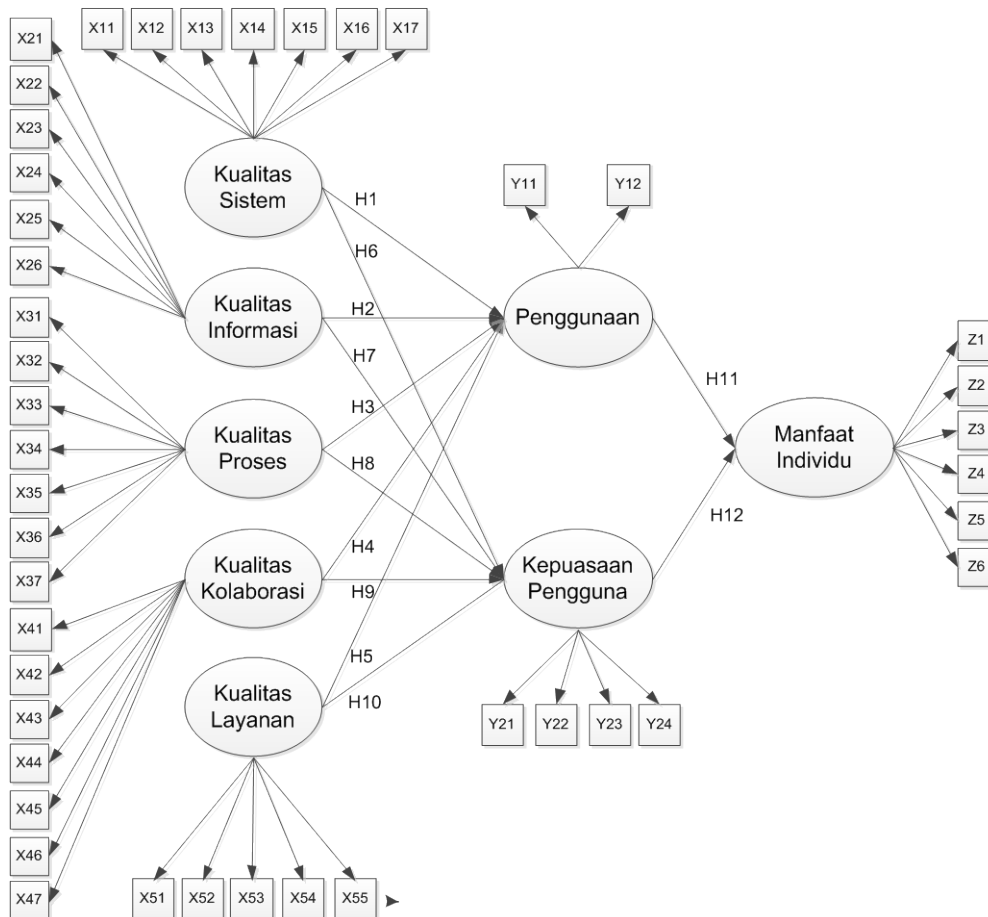 X11 X12 X13 X14 X15 X16 X17
X21
X22
X23
X24
X25
X26
X31
X32
X33
X34
X35
X36
X37
X41
X42
X43
X44
X45
X46
X47
Kualitas
Sistem
Kualitas
Informasi
Kualitas
Proses
Kualitas
Kolaborasi
Kualitas
Layanan
X51 X52 X53 X54 X55
H1
H6
H2
H7
H3
H8
H4
H9
H5
H10
Y11 Y12
Penggunaan
Kepuasaan
Pengguna
Y21 Y22 Y23 Y24
H11
H12
Manfaat
Individu
Z1
Z2
Z3
Z4
Z5
Z6